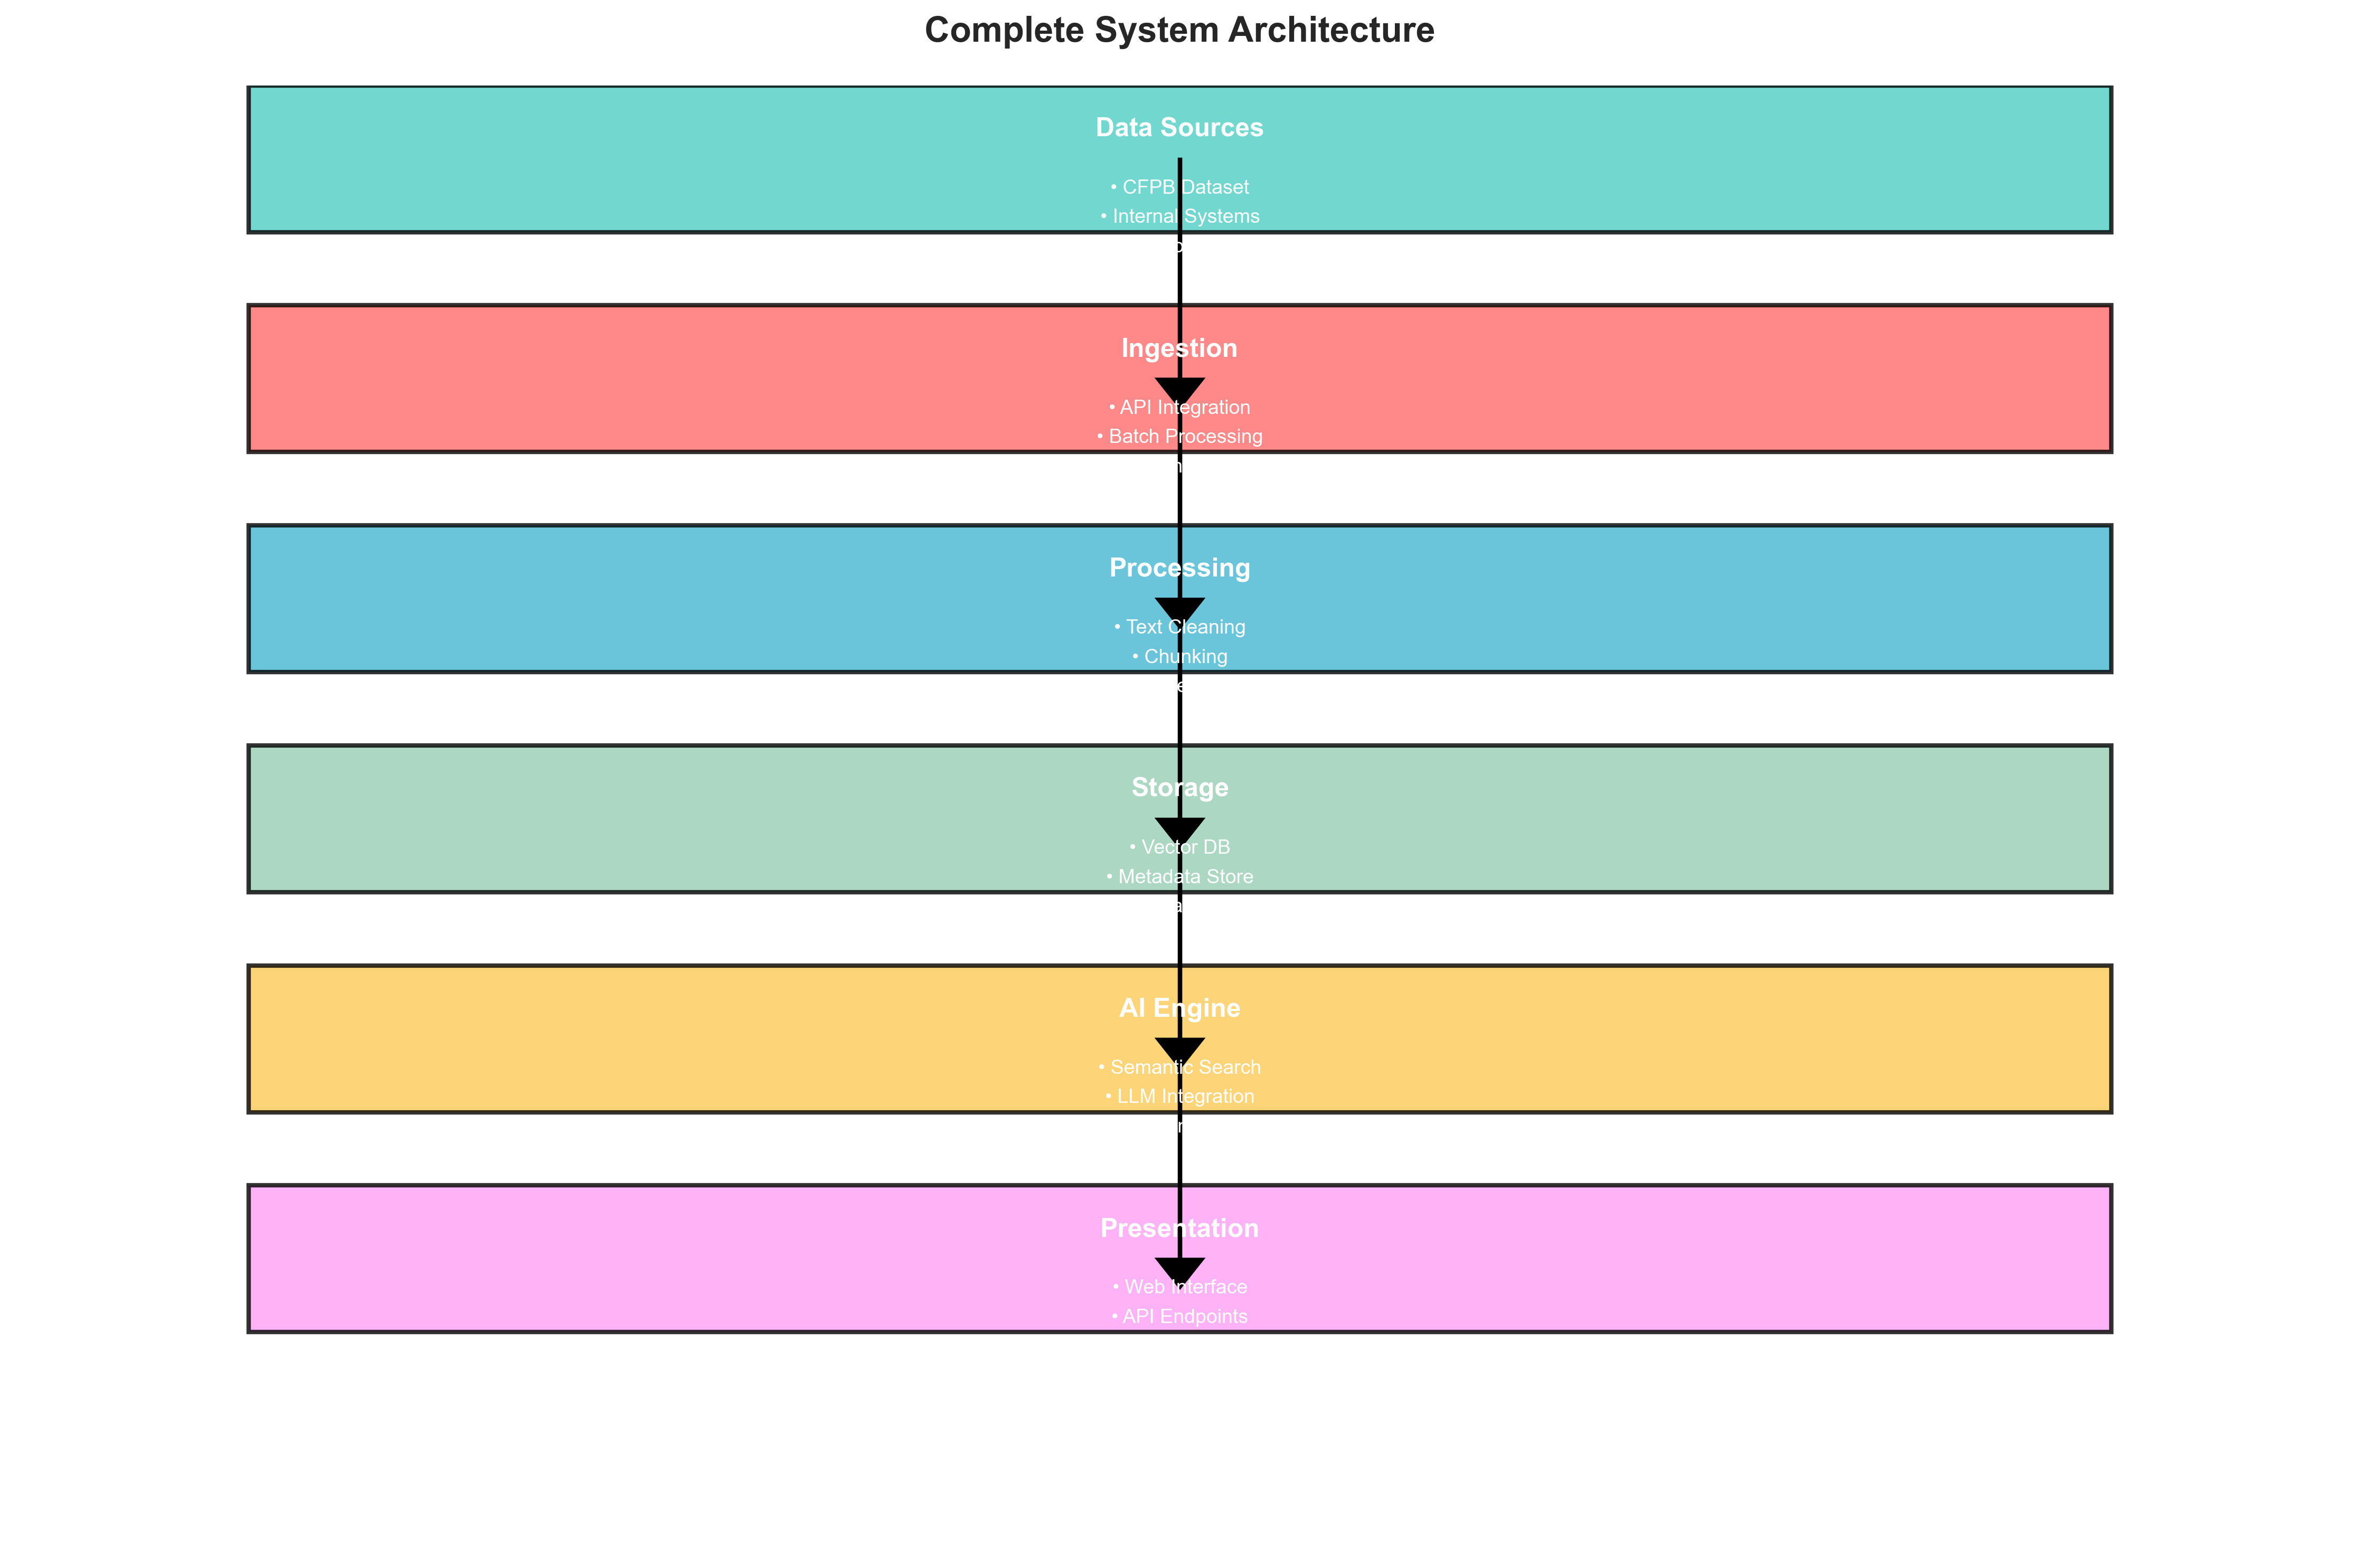 Complete System Architecture
Data Sources
• CFPB Dataset
• Internal Systems
Ingestion
• API Integration
• Batch Processing
Processing
• Text Cleaning
• Chunking
Storage
• Vector DB
• Metadata Store
AI Engine
• Semantic Search
• LLM Integration
Presentation
• Web Interface
• API Endpoints